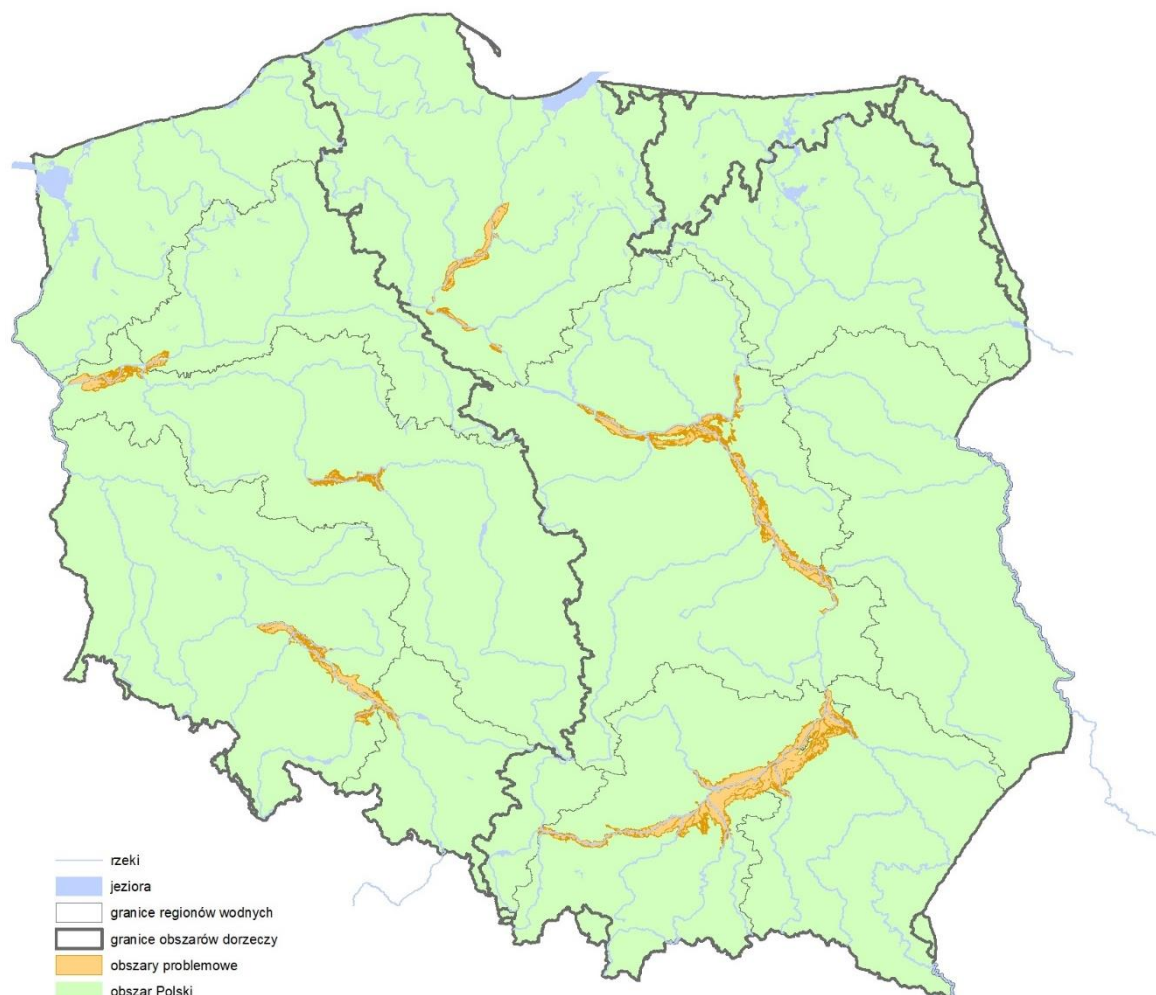 rzeki
jeziora
granice regionów wodnych
granice obszarów dorzeczy
obszary problemowe
obszar Polski